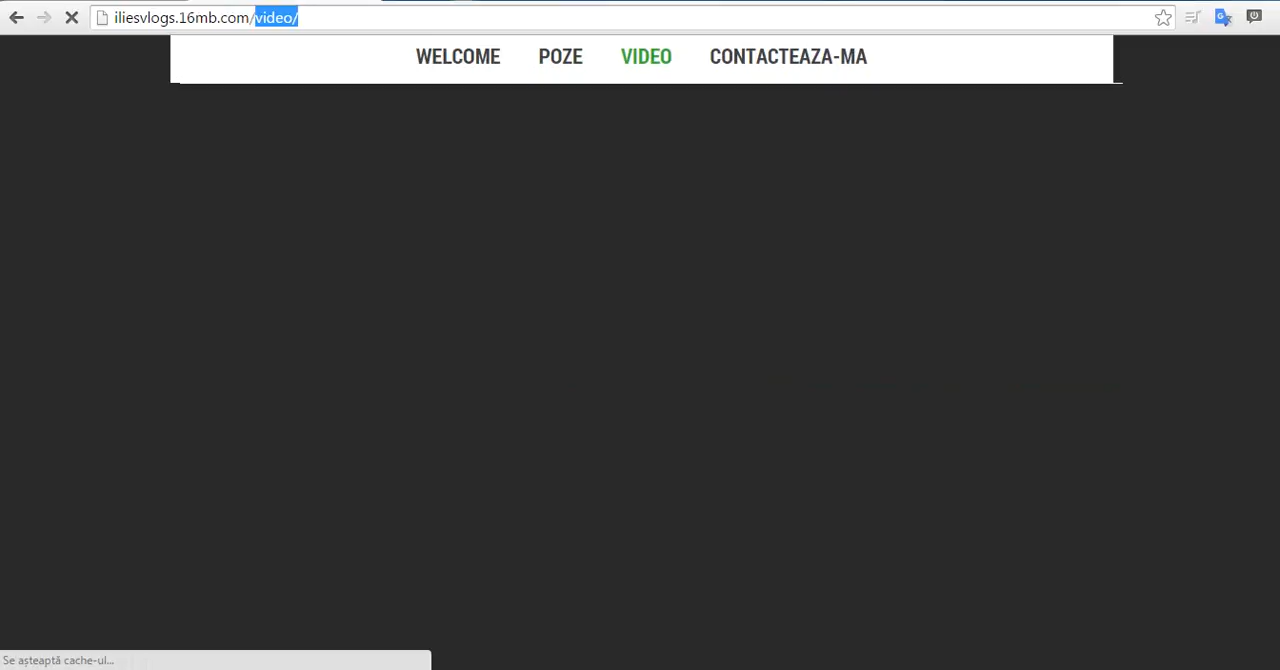 iliesvlogs.16mb.com/video/
WELCOME POZE VIDEO CONTACTEAZA-MA
Se așteaptă cache-ul...